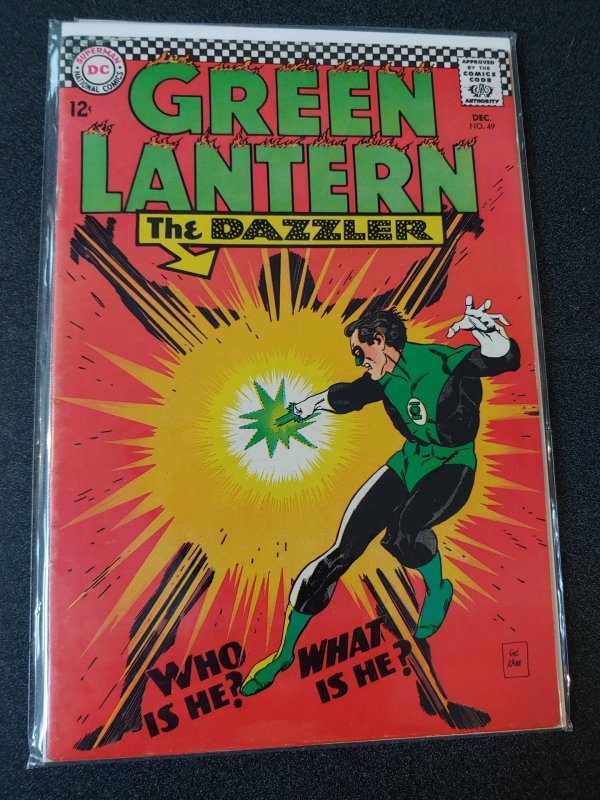 SUPERMAN
DC
NATIONAL COMICS
APPROVED
BY THE
COMICS
CODE
AUTHORITY
12¢
DEC.
NO. 49
GREEN
LANTERN
The DAZZLER
WHO
IS HE?
WHAT
IS HE?
GIL
KANE